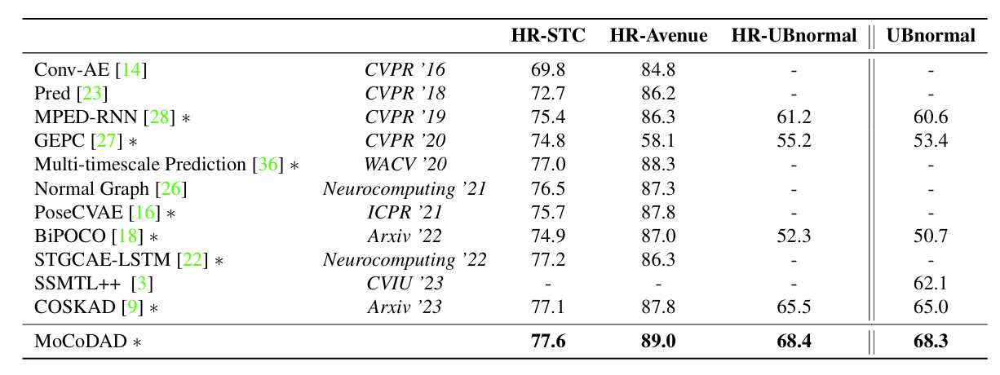 HR-STC HR-Avenue HR-UBnormal UBnormal
Conv-AE [14] CVPR ’16 69.8 84.8 - -
Pred [23] CVPR ’18 72.7 86.2 - -
MPED-RNN [28] ∗ CVPR ’19 75.4 86.3 61.2 60.6
GEPC [27] ∗ CVPR ’20 74.8 58.1 55.2 53.4
Multi-timescale Prediction [36] ∗ WACV ’20 77.0 88.3 - -
Normal Graph [26] Neurocomputing ’21 76.5 87.3 - -
PoseCVAE [16] ∗ ICPR ’21 75.7 87.8 - -
BiPOCO [18] ∗ Arxiv ’22 74.9 87.0 52.3 50.7
STGCAE-LSTM [22] ∗ Neurocomputing ’22 77.2 86.3 - -
SSMTL++ [3] CVIU ’23 - - - 62.1
COSKAD [9] ∗ Arxiv ’23 77.1 87.8 65.5 65.0
MoCoDAD ∗ 77.6 89.0 68.4 68.3